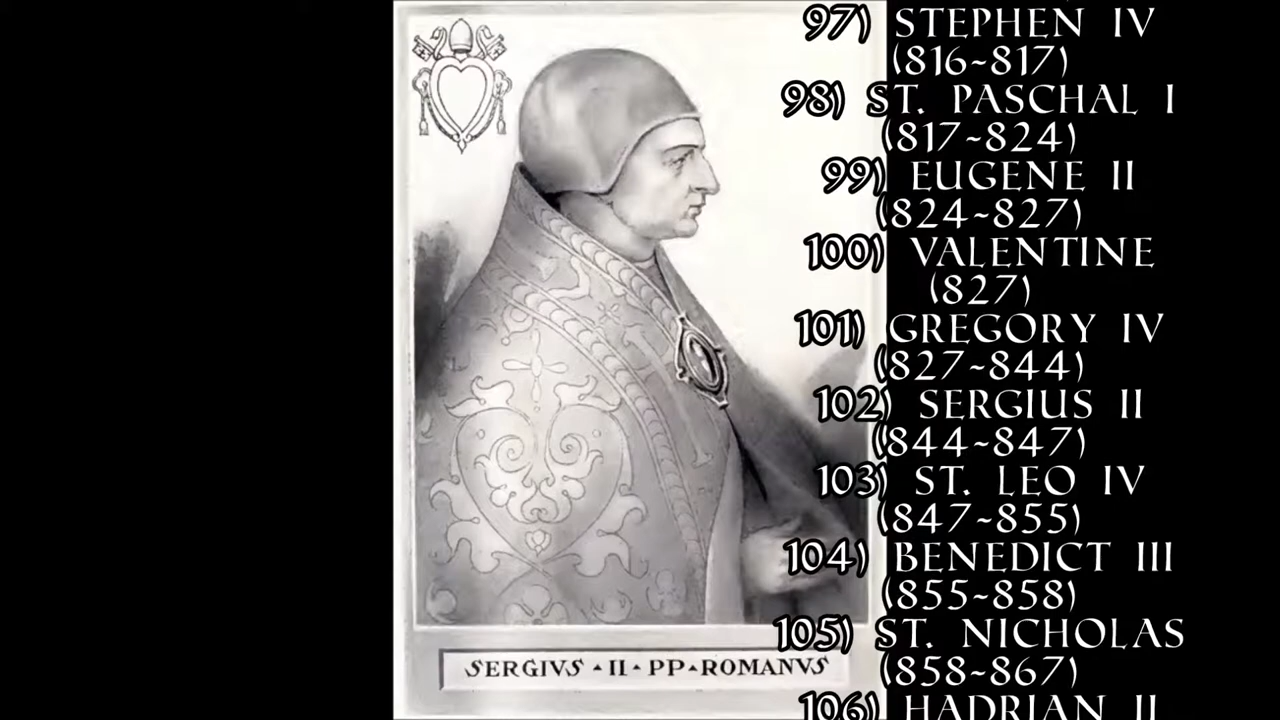 97) STEPHEN IV
(816~817)
98) ST. PASCHAL I
(817~824)
99) EUGENE II
(824~827)
100) VALENTINE
(827)
101) GREGORY IV
(827~844)
102) SERGIUS II
(844~847)
103) ST. LEO IV
(847~855)
104) BENEDICT III
(855~858)
105) ST. NICHOLAS
(858~867)
106) HADRIAN II
SERGIVS ▴ II ▴ PP ▴ ROMANVS